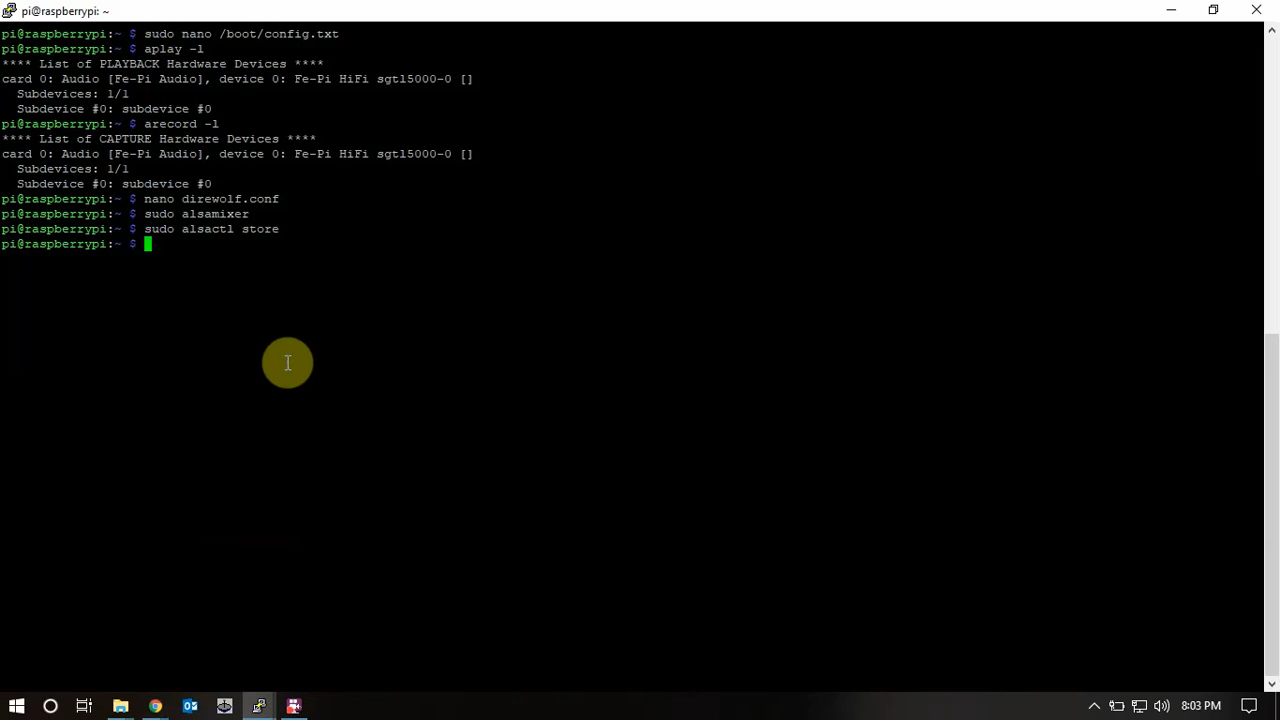 pi@raspberrypi: ~
pi@raspberrypi:~ $ sudo nano /boot/config.txt
pi@raspberrypi:~ $ aplay -l
**** List of PLAYBACK Hardware Devices ****
card 0: Audio [Fe-Pi Audio], device 0: Fe-Pi HiFi sgtl5000-0 []
  Subdevices: 1/1
  Subdevice #0: subdevice #0
pi@raspberrypi:~ $ arecord -l
**** List of CAPTURE Hardware Devices ****
card 0: Audio [Fe-Pi Audio], device 0: Fe-Pi HiFi sgtl5000-0 []
  Subdevices: 1/1
  Subdevice #0: subdevice #0
pi@raspberrypi:~ $ nano direwolf.conf
pi@raspberrypi:~ $ sudo alsamixer
pi@raspberrypi:~ $ sudo alsactl store
pi@raspberrypi:~ $
8:03 PM